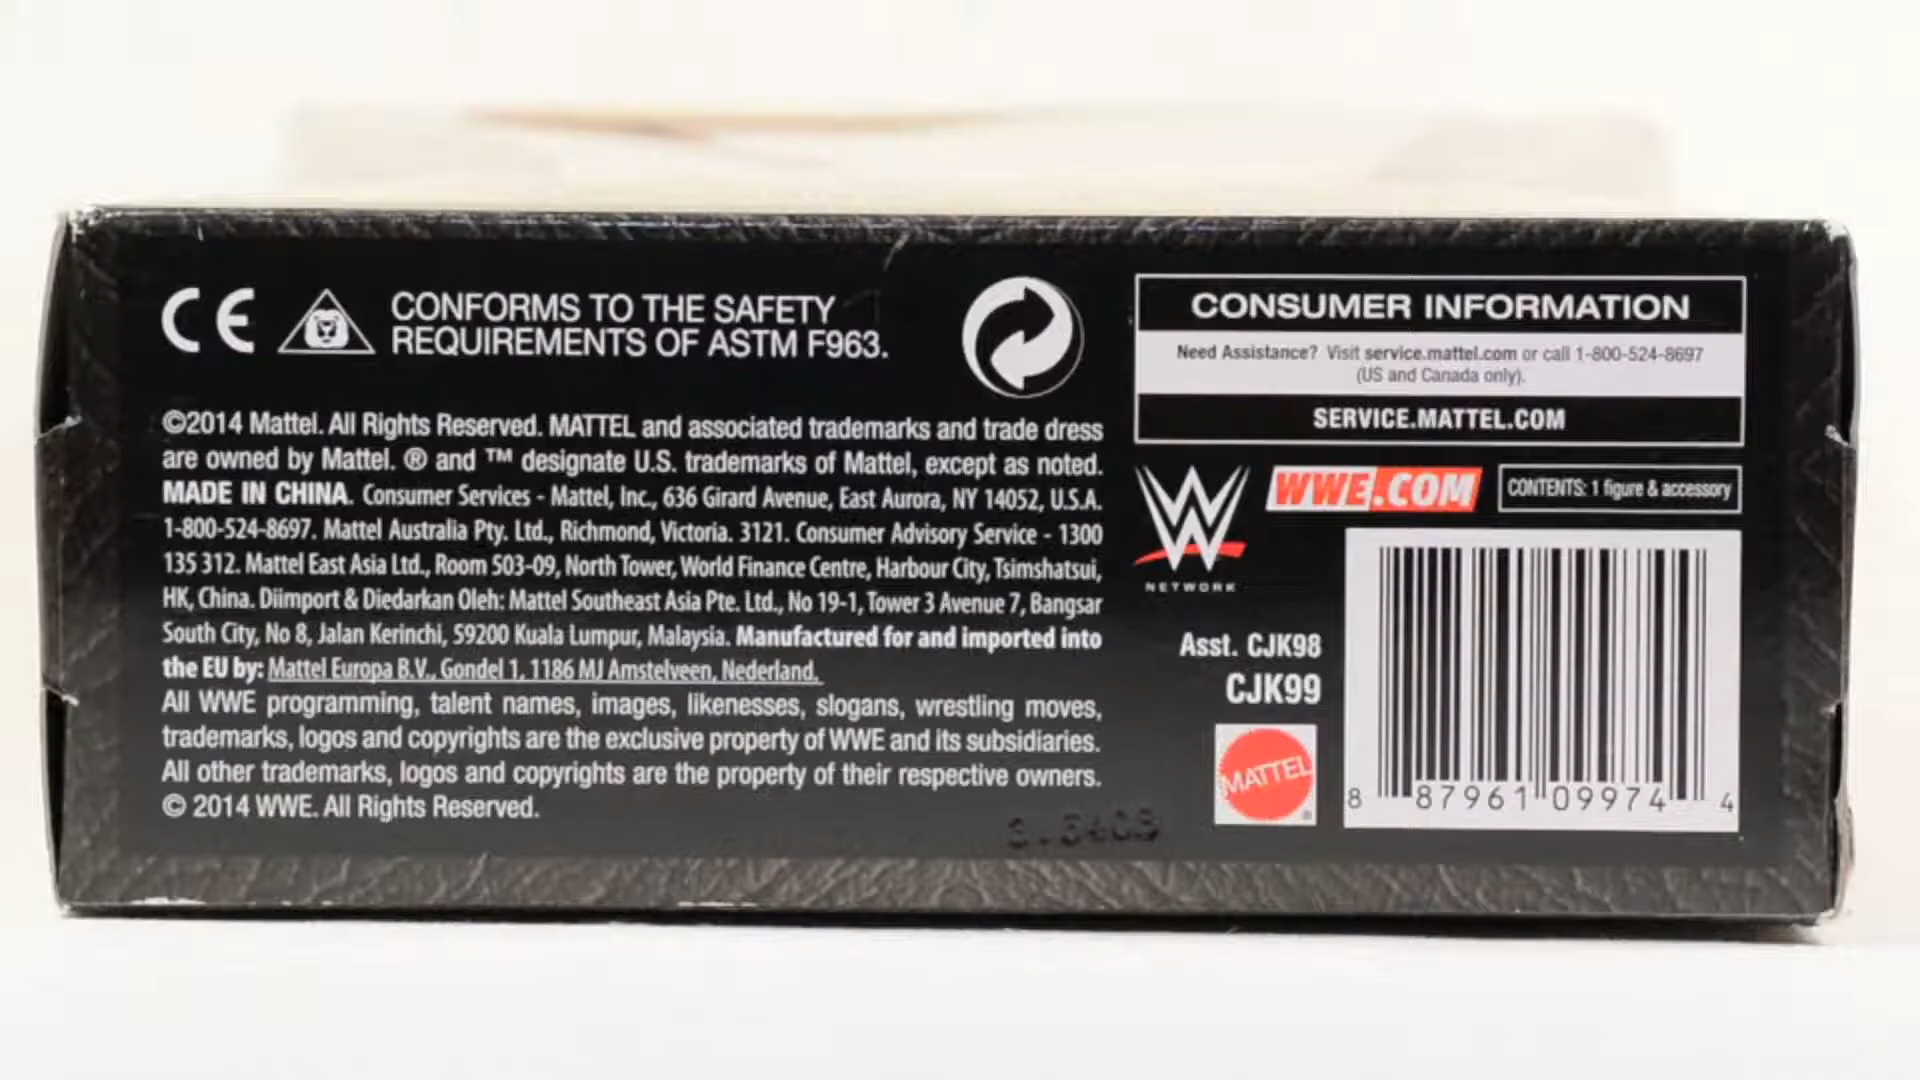 CE
CONFORMS TO THE SAFETY
REQUIREMENTS OF ASTM F963.
©2014 Mattel. All Rights Reserved. MATTEL and associated trademarks and trade dress
are owned by Mattel. ® and ™ designate U.S. trademarks of Mattel, except as noted.
MADE IN CHINA. Consumer Services - Mattel, Inc., 636 Girard Avenue, East Aurora, NY 14052, U.S.A.
1-800-524-8697. Mattel Australia Pty. Ltd., Richmond, Victoria. 3121. Consumer Advisory Service - 1300
135 312. Mattel East Asia Ltd., Room 503-09, North Tower, World Finance Centre, Harbour City, Tsimshatsui,
HK, China. Diimport & Diedarkan Oleh: Mattel Southeast Asia Pte. Ltd., No 19-1, Tower 3 Avenue 7, Bangsar
South City, No 8, Jalan Kerinchi, 59200 Kuala Lumpur, Malaysia. Manufactured for and imported into
the EU by: Mattel Europa B.V., Gondel 1, 1186 MJ Amstelveen, Nederland.
All WWE programming, talent names, images, likenesses, slogans, wrestling moves,
trademarks, logos and copyrights are the exclusive property of WWE and its subsidiaries.
All other trademarks, logos and copyrights are the property of their respective owners.
© 2014 WWE. All Rights Reserved.
CONSUMER INFORMATION
Need Assistance? Visit service.mattel.com or call 1-800-524-8697
(US and Canada only).
SERVICE.MATTEL.COM
W
NETWORK
WWE.COM
CONTENTS: 1 figure & accessory
Asst. CJK98
CJK99
MATTEL
®
8 87961 09974 4